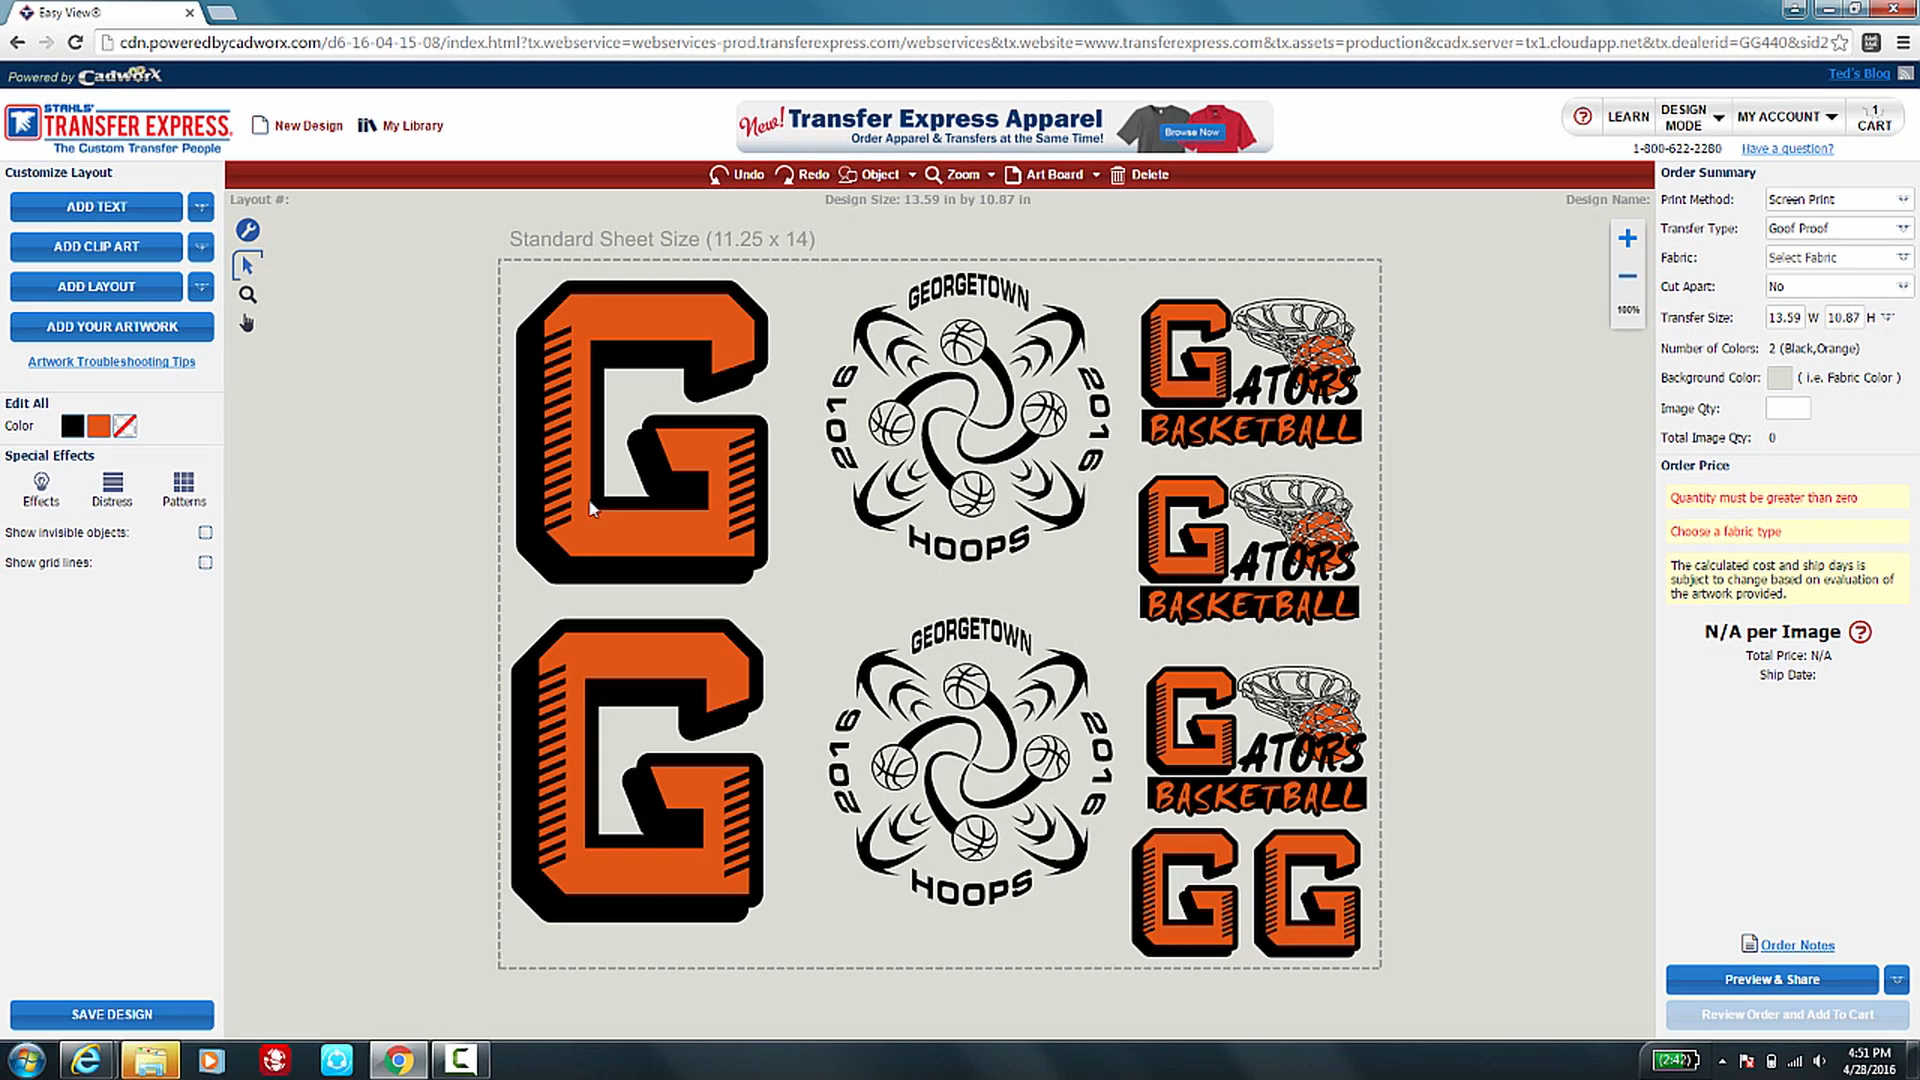 Easy View®
cdn.poweredbycadworx.com/d6-16-04-15-08/index.html?tx.webservice=webservices-prod.transferexpress.com/webservices&tx.website=www.transferexpress.com&tx.assets=production&cadx.server=tx1.cloudapp.net&tx.dealerid=GG440&sid2
Powered by CadworX
Ted's Blog
STAHLS'
TRANSFER EXPRESS.
The Custom Transfer People
New Design
My Library
New! Transfer Express Apparel
Order Apparel & Transfers at the Same Time!
Browse Now
LEARN
DESIGN
MODE
MY ACCOUNT
1
CART
1-800-622-2280
Have a question?
Customize Layout
Undo
Redo
Object
Zoom
Art Board
Delete
Order Summary
Layout #:
Design Size: 13.59 in by 10.87 in
Design Name:
ADD TEXT
ADD CLIP ART
ADD LAYOUT
ADD YOUR ARTWORK
Artwork Troubleshooting Tips
Edit All
Color
Special Effects
Effects
Distress
Patterns
Show invisible objects:
Show grid lines:
SAVE DESIGN
Standard Sheet Size (11.25 x 14)
100%
G
GEORGETOWN
2016
2016
HOOPS
GATORS
BASKETBALL
GATORS
BASKETBALL
G
GEORGETOWN
2016
2016
HOOPS
GATORS
BASKETBALL
G G
Print Method: Screen Print
Transfer Type: Goof Proof
Fabric: Select Fabric
Cut Apart: No
Transfer Size: 13.59 W 10.87 H
Number of Colors: 2 (Black,Orange)
Background Color: ( i.e. Fabric Color )
Image Qty:
Total Image Qty: 0
Order Price
Quantity must be greater than zero
Choose a fabric type
The calculated cost and ship days is
subject to change based on evaluation of
the artwork provided.
N/A per Image
Total Price: N/A
Ship Date:
Order Notes
Preview & Share
Review Order and Add To Cart
(2:42)
4:51 PM
4/28/2016